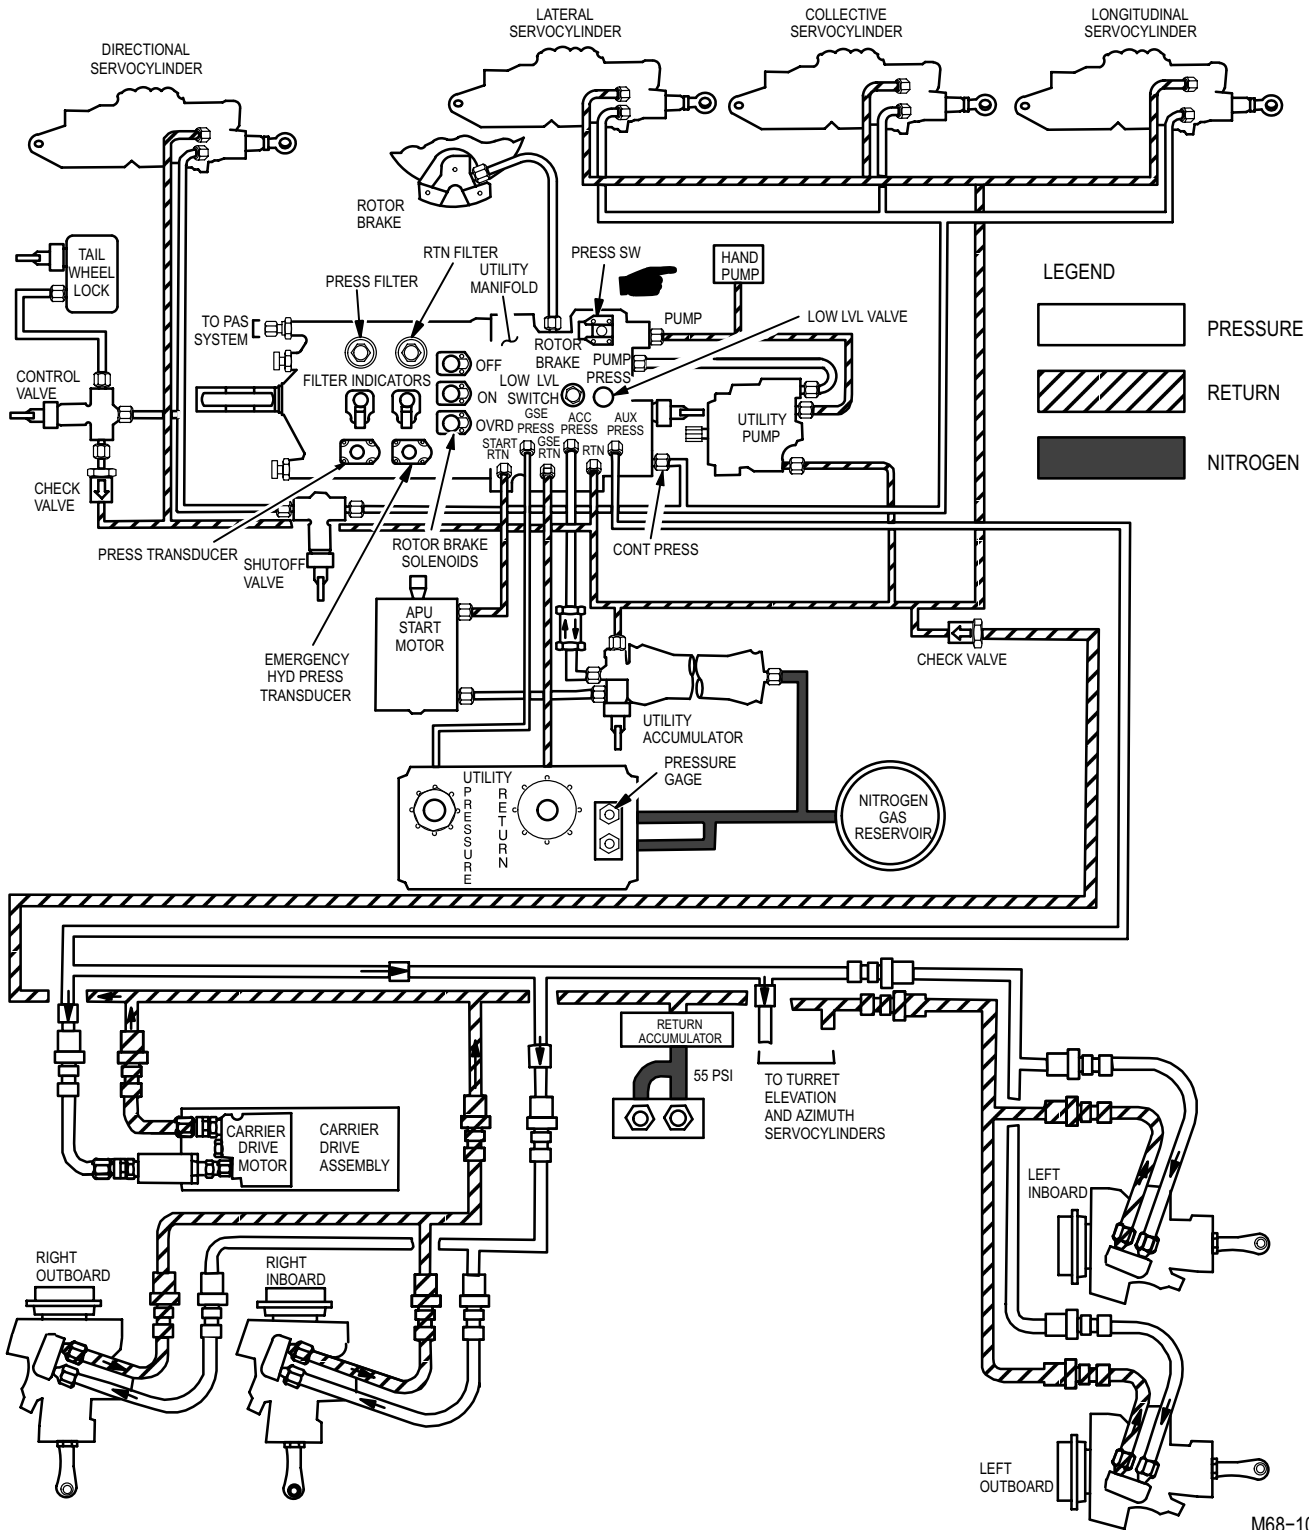 LATERAL
SERVOCYLINDER
COLLECTIVE
SERVOCYLINDER
LONGITUDINAL
SERVOCYLINDER
DIRECTIONAL
SERVOCYLINDER
ROTOR
BRAKE
TAIL
WHEEL
LOCK
RTN FILTER
PRESS FILTER
UTILITY
MANIFOLD
PRESS SW
HAND
PUMP
LEGEND
PRESSURE
RETURN
NITROGEN
TO PAS
SYSTEM
PUMP
LOW LVL VALVE
ROTOR
BRAKE
PUMP
PRESS
OFF
ON
OVRD
FILTER INDICATORS
LOW LVL
SWITCH
GSE
PRESS
ACC
PRESS
AUX
PRESS
START
RTN
GSE
RTN
RTN
UTILITY
PUMP
CONTROL
VALVE
CHECK
VALVE
PRESS TRANSDUCER
SHUTOFF
VALVE
ROTOR BRAKE
SOLENOIDS
CONT PRESS
APU
START
MOTOR
EMERGENCY
HYD PRESS
TRANSDUCER
CHECK VALVE
UTILITY
ACCUMULATOR
PRESSURE
GAGE
UTILITY
PRESSURE
RETURN
NITROGEN
GAS
RESERVOIR
RETURN
ACCUMULATOR
55 PSI
TO TURRET
ELEVATION
AND AZIMUTH
SERVOCYLINDERS
CARRIER
DRIVE
MOTOR
CARRIER
DRIVE
ASSEMBLY
LEFT
INBOARD
RIGHT
OUTBOARD
RIGHT
INBOARD
LEFT
OUTBOARD